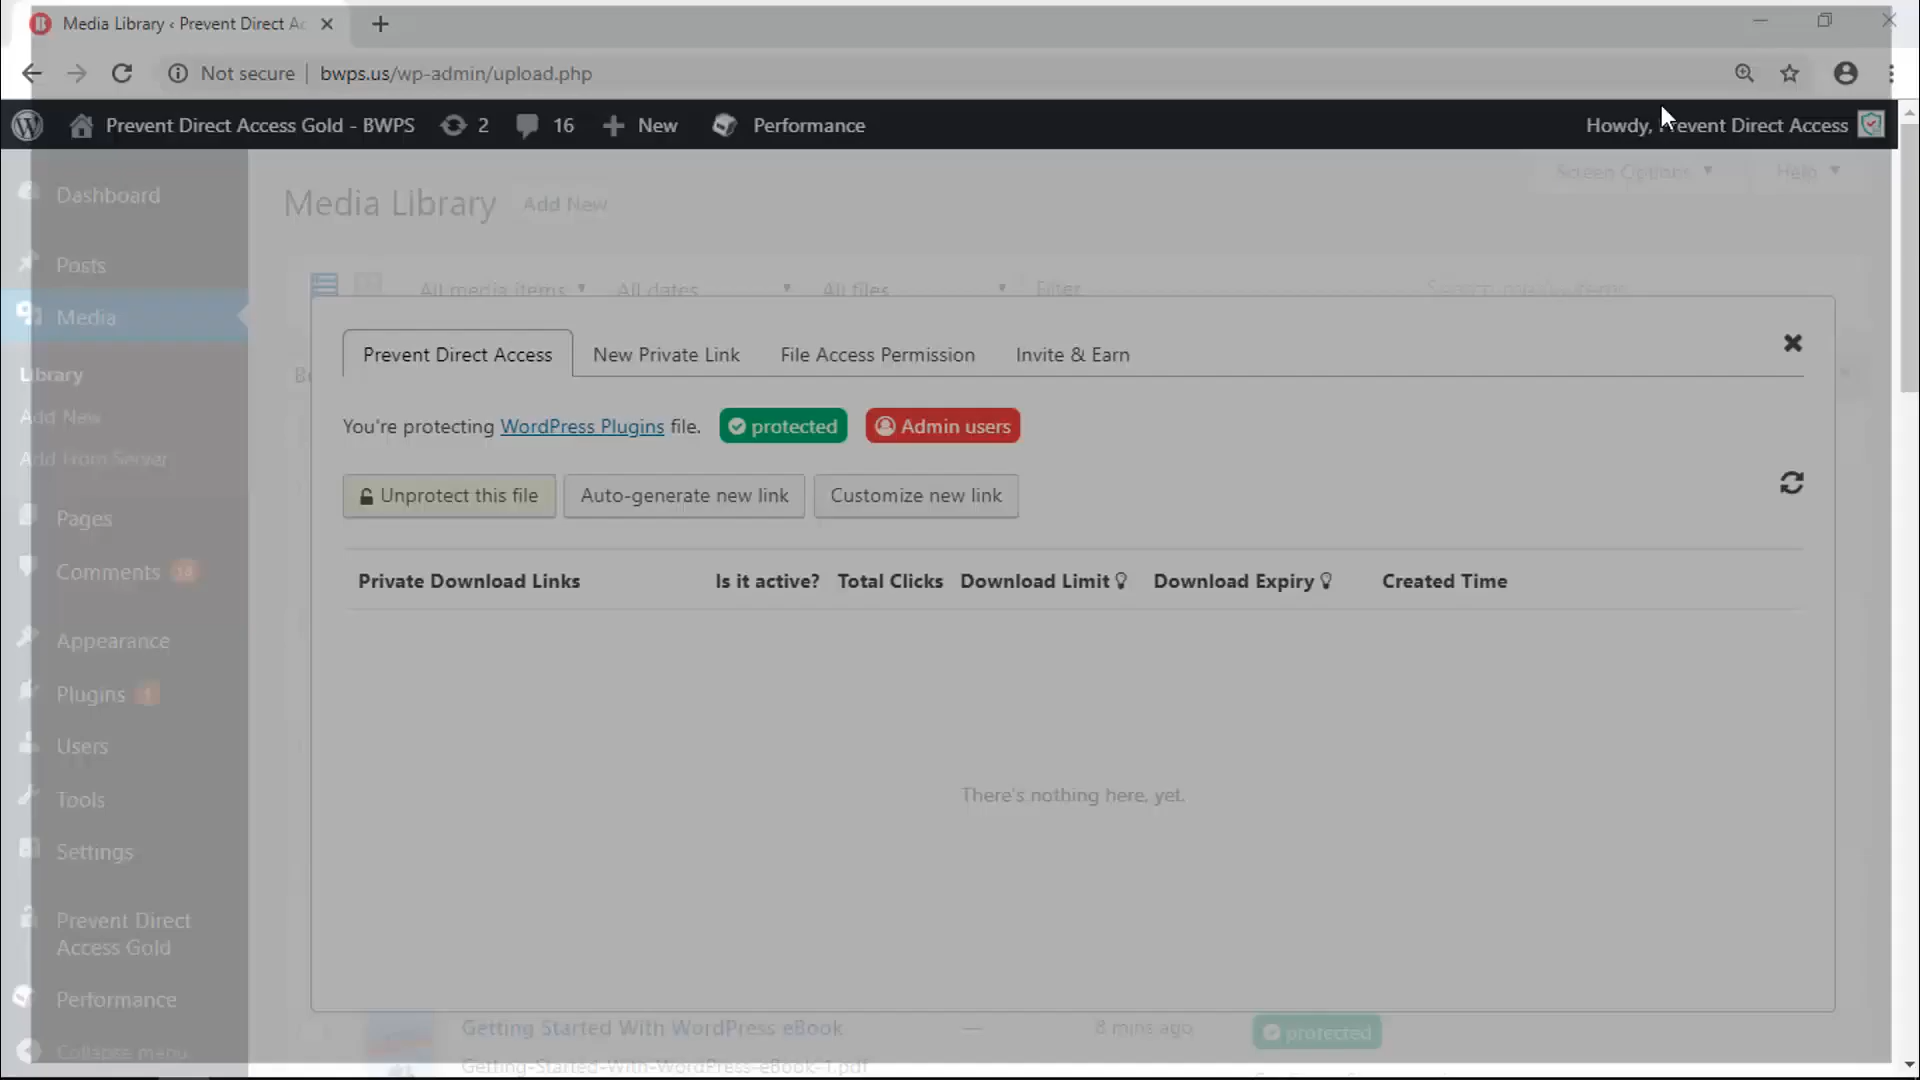 Media Library ‹ Prevent Direct Ac
Not secure | bwps.us/wp-admin/upload.php
Prevent Direct Access Gold - BWPS 2 16 New Performance
Howdy, Prevent Direct Access
Screen Options Help
Media Library Add New
All media items All dates All files Filter Search media items
Dashboard
Posts
Media
Library
Add New
Add From Server
Pages
Comments
Appearance
Plugins 1
Users
Tools
Settings
Prevent Direct
Access Gold
Performance
Collapse menu
Prevent Direct Access New Private Link File Access Permission Invite & Earn
You're protecting WordPress Plugins file. protected Admin users
Unprotect this file Auto-generate new link Customize new link
Private Download Links Is it active? Total Clicks Download Limit Download Expiry Created Time
There's nothing here, yet.
Getting Started With WordPress eBook — 8 mins ago protected
Getting-Started-With-WordPress-eBook-1.pdf